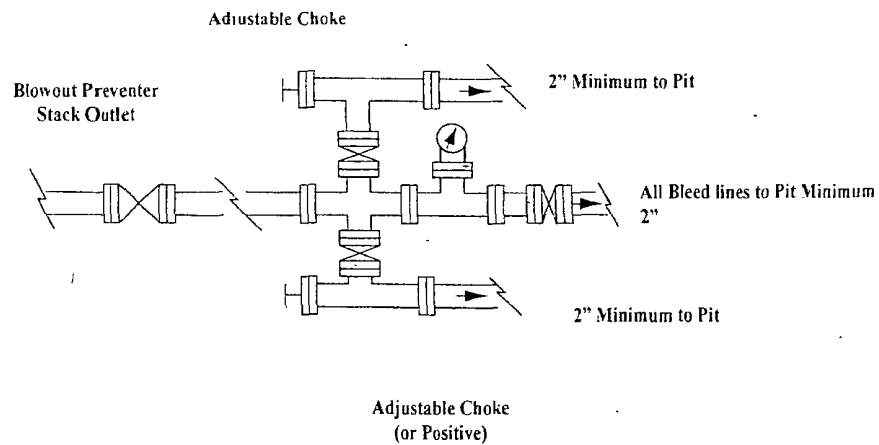 Adjustable Choke
2” Minimum to Pit
Blowout Preventer
Stack Outlet
All Bleed lines to Pit Minimum
2”
2” Minimum to Pit
Adjustable Choke
(or Positive)